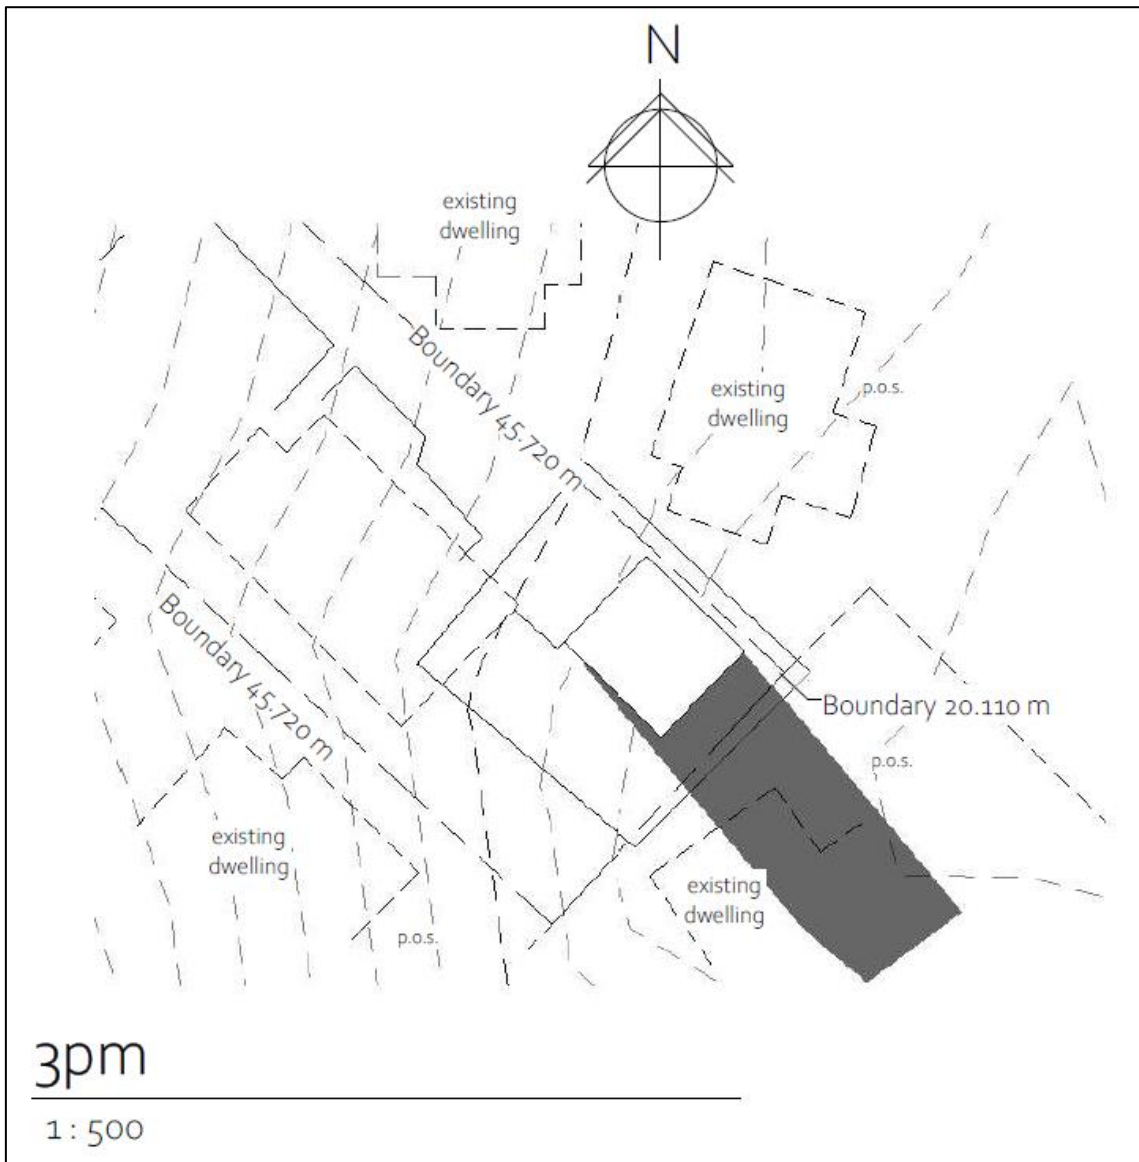 N
existing
dwelling
Boundary 45.720 m
existing
dwelling
p.o.s.
Boundary 45.720 m
Boundary 20.110 m
p.o.s.
existing
dwelling
existing
dwelling
p.o.s.
3pm
1 : 500